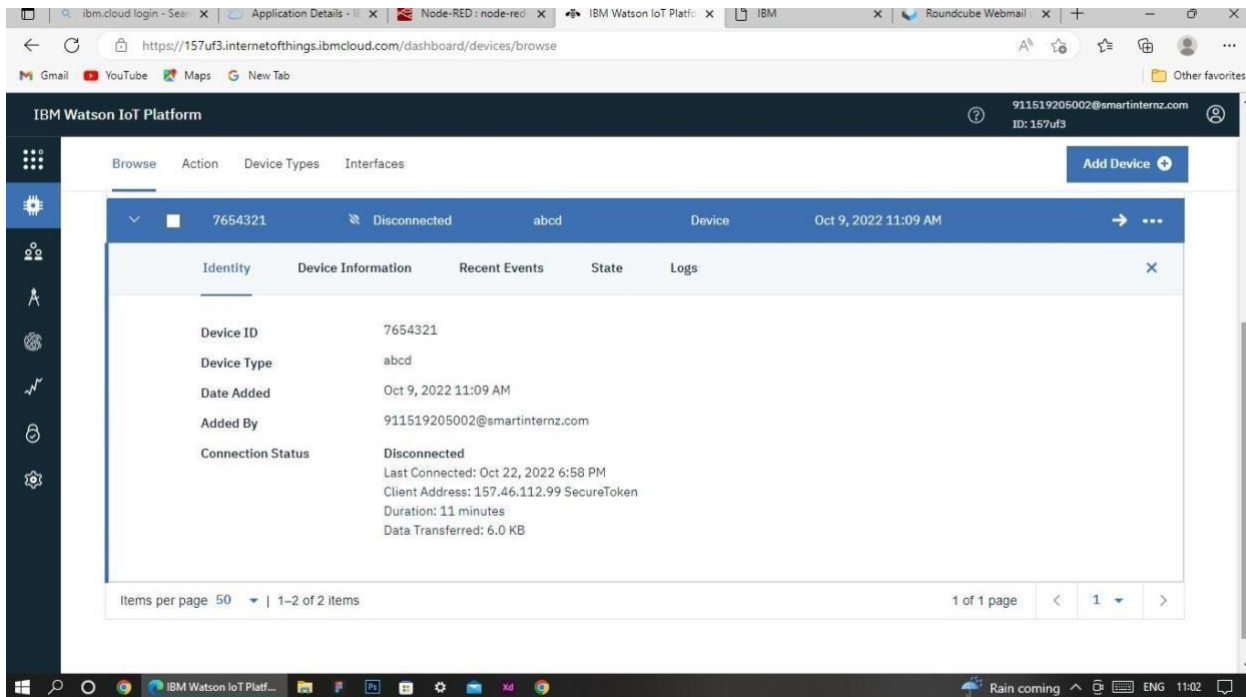 ibm.cloud login - Sear
Application Details - I
Node-RED : node-red
IBM Watson IoT Platfo
IBM
Roundcube Webmail
https://157uf3.internetofthings.ibmcloud.com/dashboard/devices/browse
Gmail YouTube Maps New Tab Other favorites
IBM Watson IoT Platform
911519205002@smartinternz.com
ID: 157uf3
Browse Action Device Types Interfaces Add Device
7654321 Disconnected abcd Device Oct 9, 2022 11:09 AM
Identity Device Information Recent Events State Logs
Device ID 7654321
Device Type abcd
Date Added Oct 9, 2022 11:09 AM
Added By 911519205002@smartinternz.com
Connection Status Disconnected
Last Connected: Oct 22, 2022 6:58 PM
Client Address: 157.46.112.99 SecureToken
Duration: 11 minutes
Data Transferred: 6.0 KB
Items per page 50 | 1–2 of 2 items 1 of 1 page 1
IBM Watson IoT Platf... Ps Xd Rain coming ENG 11:02